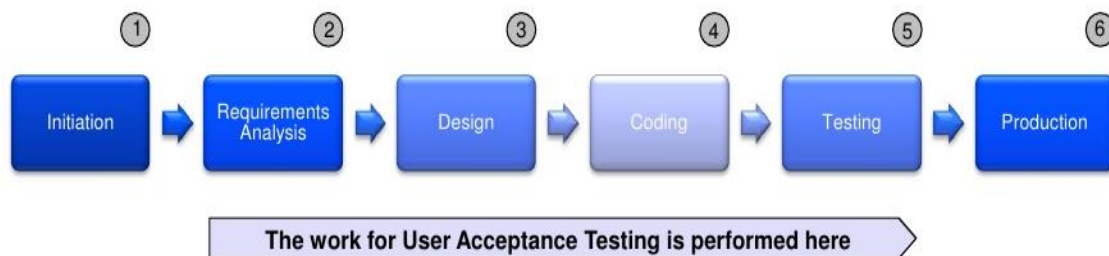 1
2
3
4
5
6
Initiation
Requirements
Analysis
Design
Coding
Testing
Production
The work for User Acceptance Testing is performed here